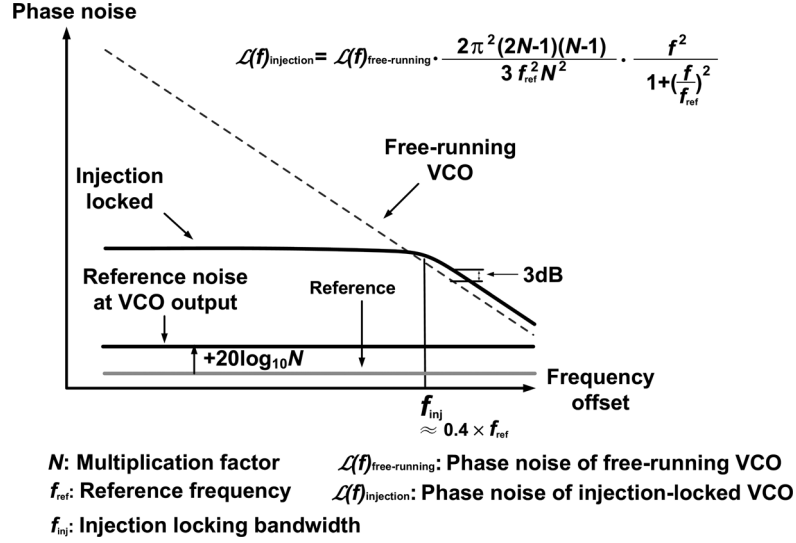 Phase noise
ℒ(f)injection = ℒ(f)free-running · 2π²(2N-1)(N-1) / 3 f²ref N² · f² / 1+(f/fref)²
Free-running
VCO
Injection
locked
3dB
Reference noise
at VCO output
Reference
+20log₁₀N
Frequency
offset
finj
≈ 0.4 × fref
N: Multiplication factor
ℒ(f)free-running: Phase noise of free-running VCO
fref: Reference frequency
ℒ(f)injection: Phase noise of injection-locked VCO
finj: Injection locking bandwidth